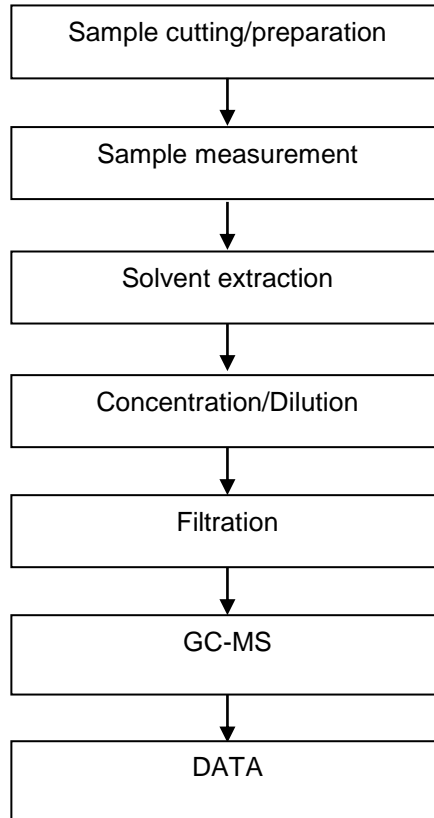 Sample cutting/preparation
Sample measurement
Solvent extraction
Concentration/Dilution
Filtration
GC-MS
DATA